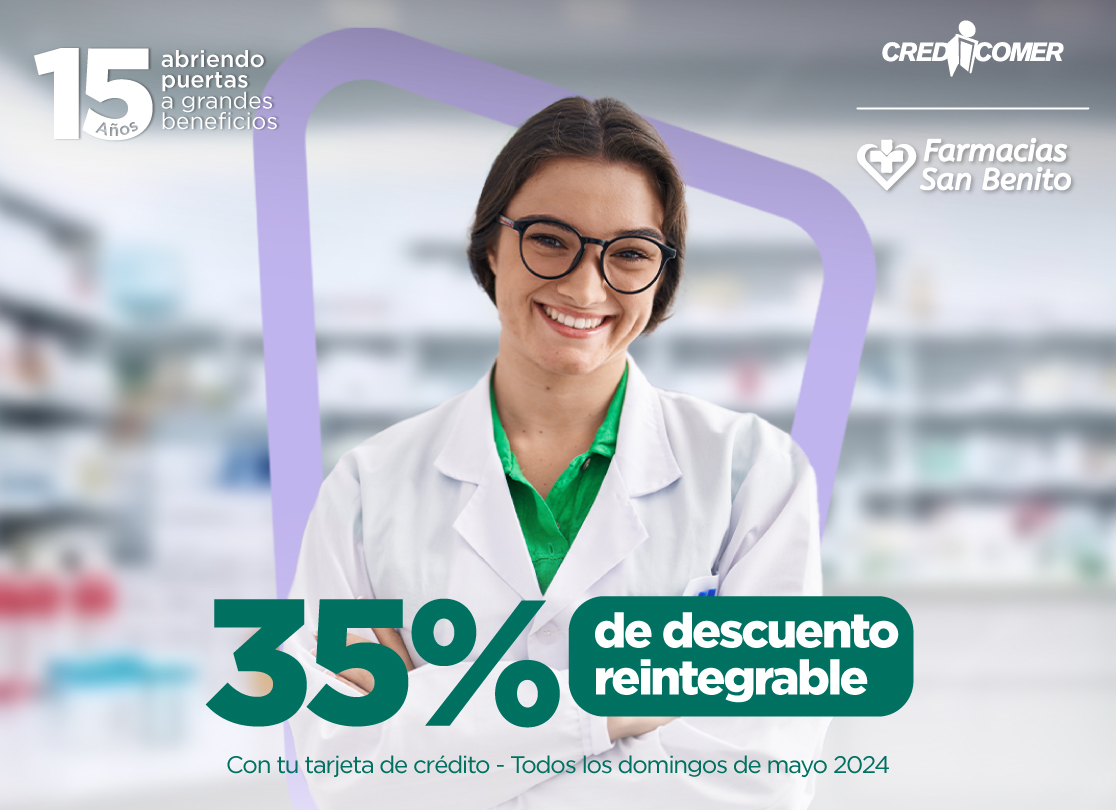 15
Años
abriendo
puertas
a grandes
beneficios
CREDICOMER
Farmacias
San Benito
35%
de descuento
reintegrable
Con tu tarjeta de crédito - Todos los domingos de mayo 2024